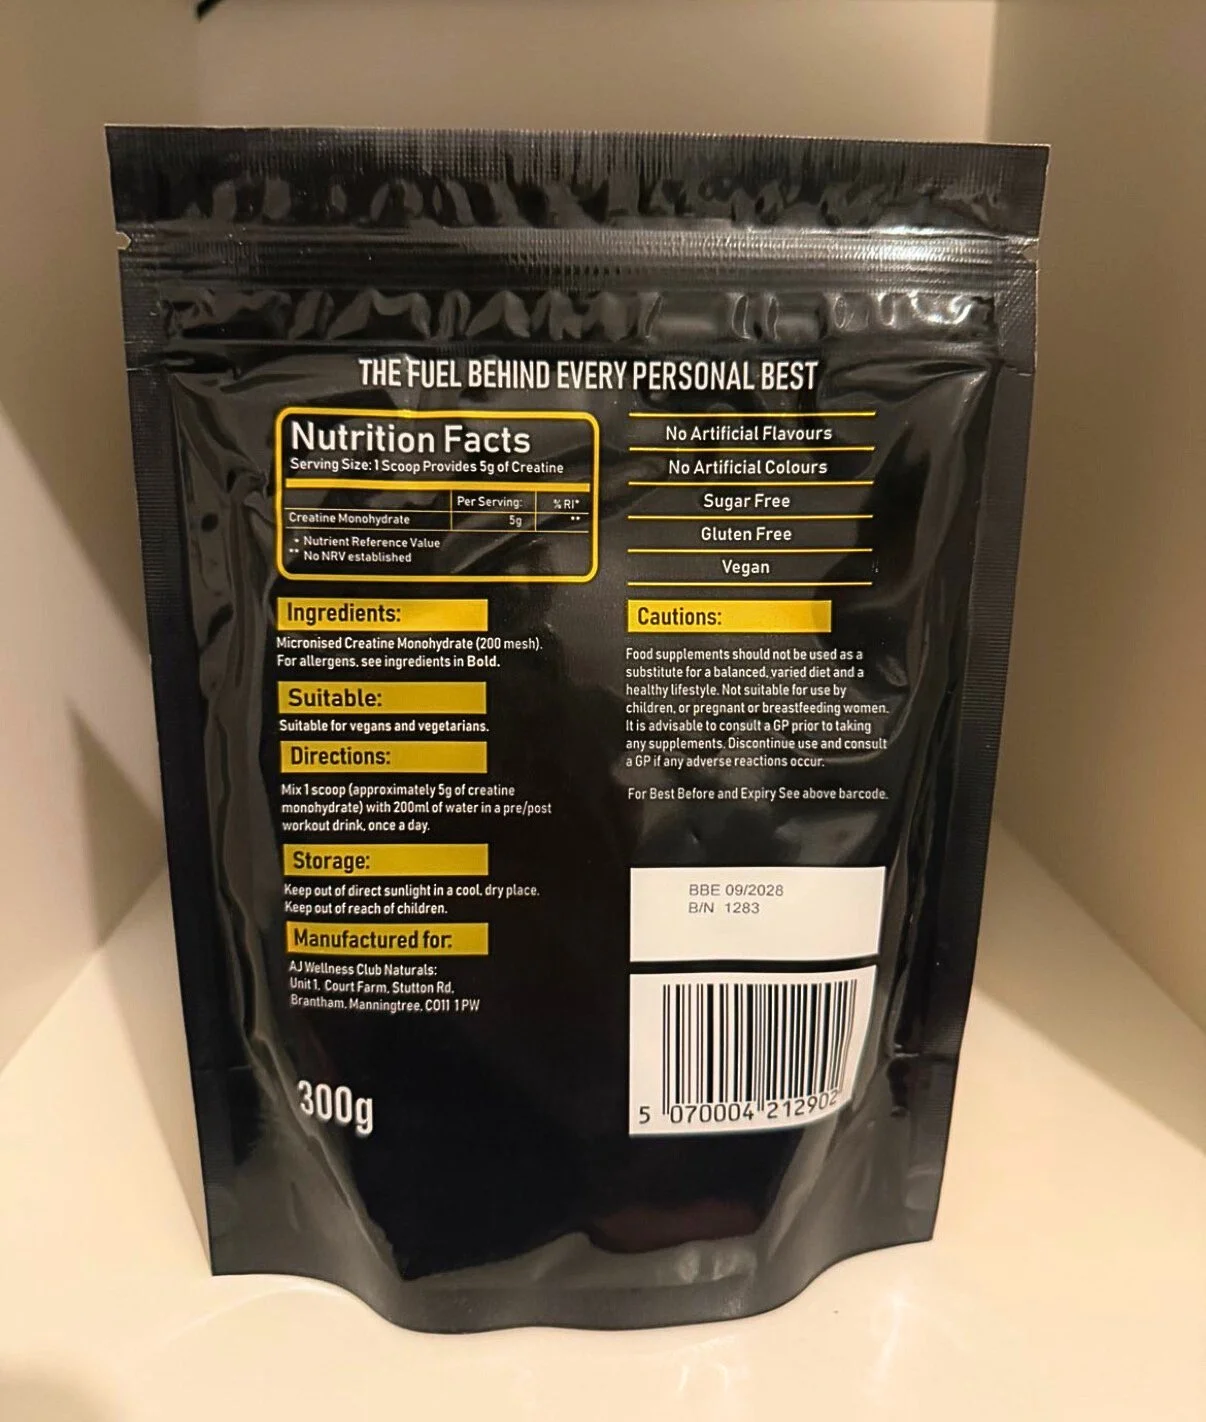 THE FUEL BEHIND EVERY PERSONAL BEST
Nutrition Facts
Serving Size: 1 Scoop Provides 5g of Creatine
Per Serving: % RI*
Creatine Monohydrate 5g **
* Nutrient Reference Value
** No NRV established
Ingredients:
Micronised Creatine Monohydrate (200 mesh).
For allergens, see ingredients in Bold.
Suitable:
Suitable for vegans and vegetarians.
Directions:
Mix 1 scoop (approximately 5g of creatine
monohydrate) with 200ml of water in a pre/post
workout drink, once a day.
Storage:
Keep out of direct sunlight in a cool, dry place.
Keep out of reach of children.
Manufactured for:
AJ Wellness Club Naturals:
Unit 1, Court Farm, Stutton Rd,
Brantham, Manningtree, CO11 1PW
300g
No Artificial Flavours
No Artificial Colours
Sugar Free
Gluten Free
Vegan
Cautions:
Food supplements should not be used as a
substitute for a balanced, varied diet and a
healthy lifestyle. Not suitable for use by
children, or pregnant or breastfeeding women.
It is advisable to consult a GP prior to taking
any supplements. Discontinue use and consult
a GP if any adverse reactions occur.
For Best Before and Expiry See above barcode.
BBE 09/2028
B/N 1283
5 070004 212902